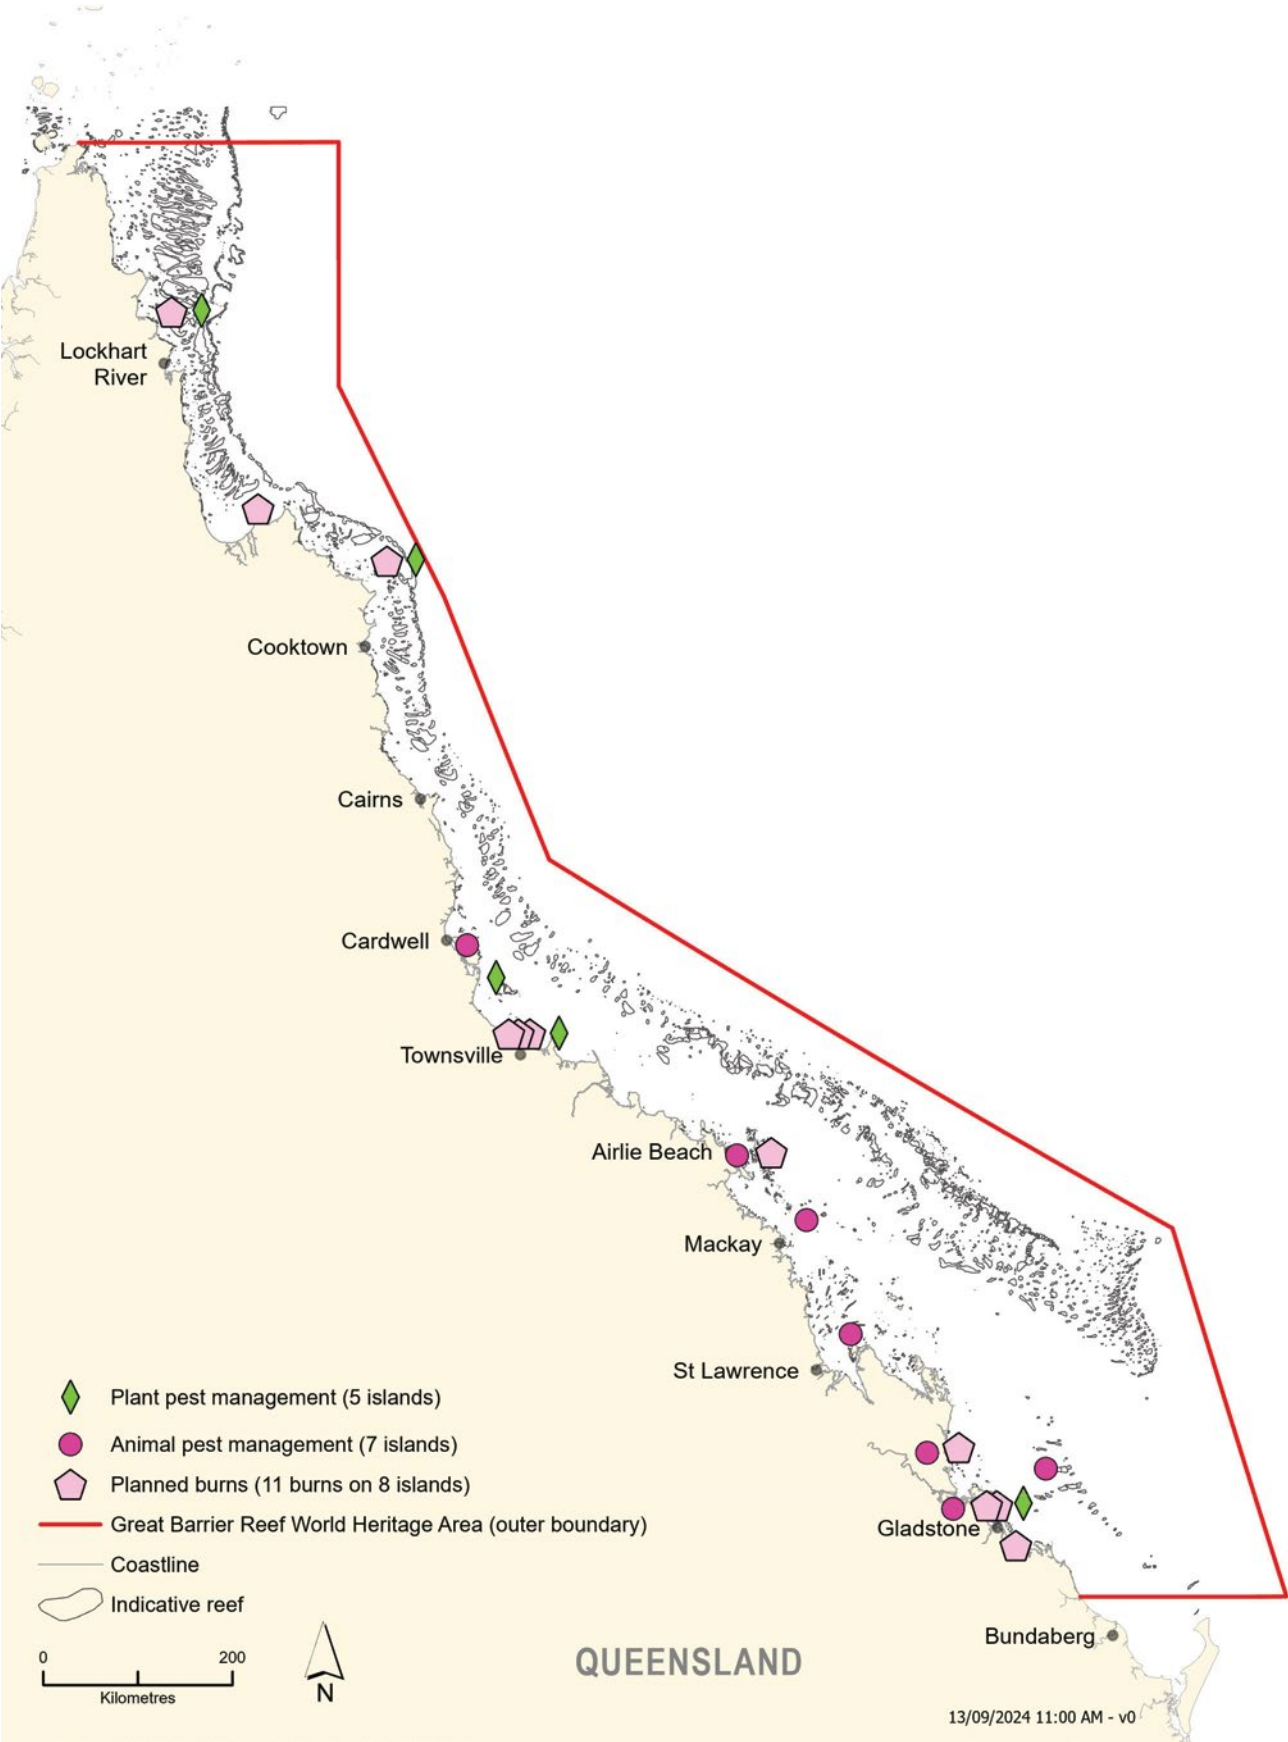 Lockhart
River
Cooktown
Cairns
Cardwell
Townsville
Airlie Beach
Mackay
St Lawrence
Gladstone
Bundaberg
Plant pest management (5 islands)
Animal pest management (7 islands)
Planned burns (11 burns on 8 islands)
Great Barrier Reef World Heritage Area (outer boundary)
Coastline
Indicative reef
0 200
Kilometres
N
QUEENSLAND
13/09/2024 11:00 AM - v0